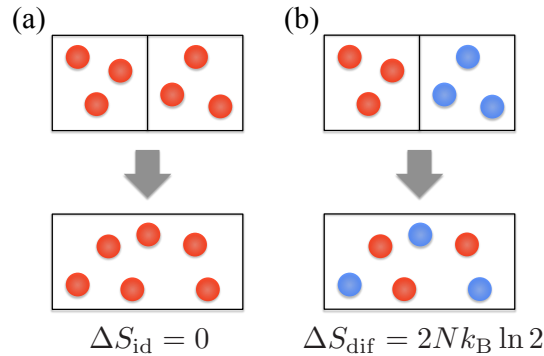 (a)
(b)
ΔS_id = 0
ΔS_dif = 2Nk_B ln 2